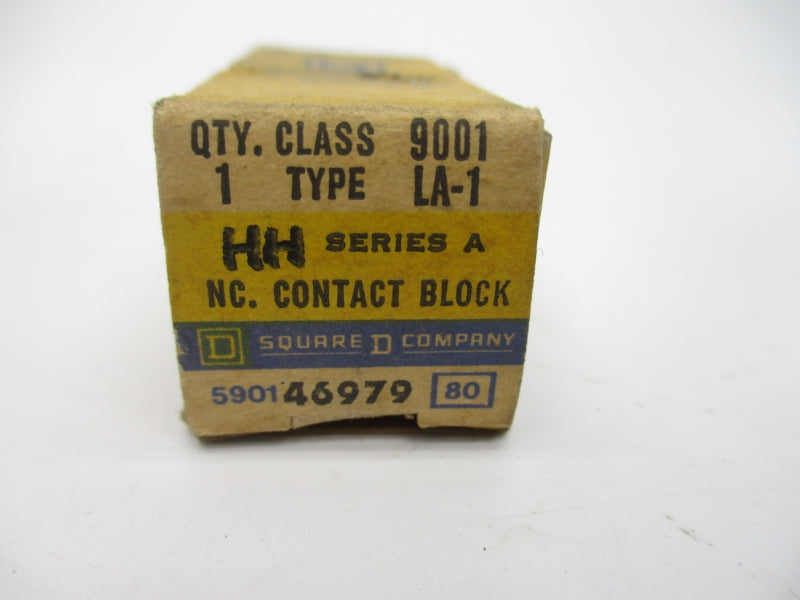 QTY. CLASS 9001
1 TYPE LA-1
HH SERIES A
NC. CONTACT BLOCK
D SQUARE D COMPANY
590146979 80